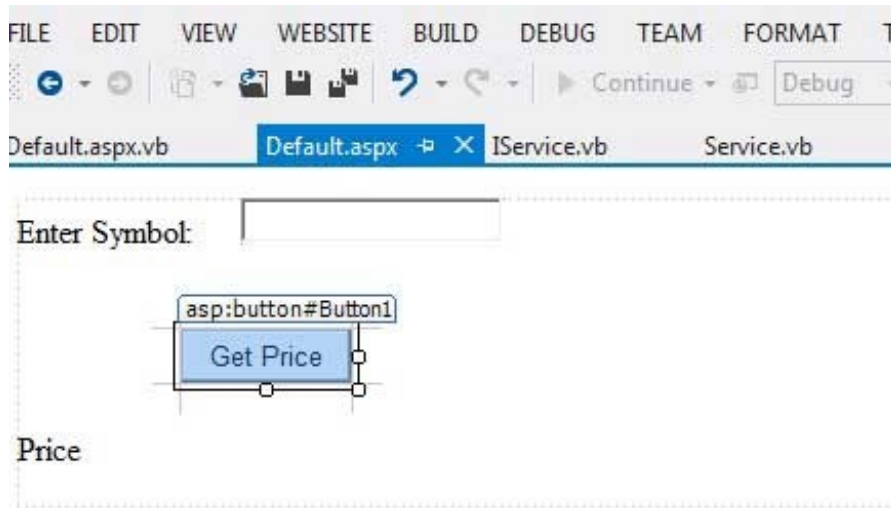 FILE EDIT VIEW WEBSITE BUILD DEBUG TEAM FORMAT
Continue Debug
Default.aspx.vb Default.aspx IService.vb Service.vb
Enter Symbol:
asp:button#Button1
Get Price
Price